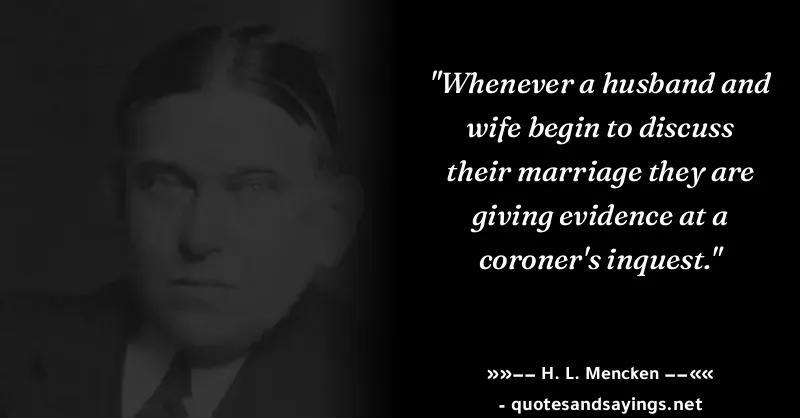 "Whenever a husband and
wife begin to discuss
their marriage they are
giving evidence at a
coroner's inquest."
»»–– H. L. Mencken ––««
- quotesandsayings.net